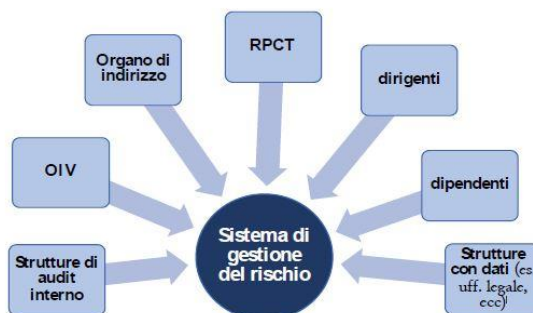 RPCT
Organo di
indirizzo
dirigenti
OIV
dipendenti
Sistema di
gestione
del rischio
Strutture di
audit
interno
Strutture
con dati (es
uff. legale,
ecc)